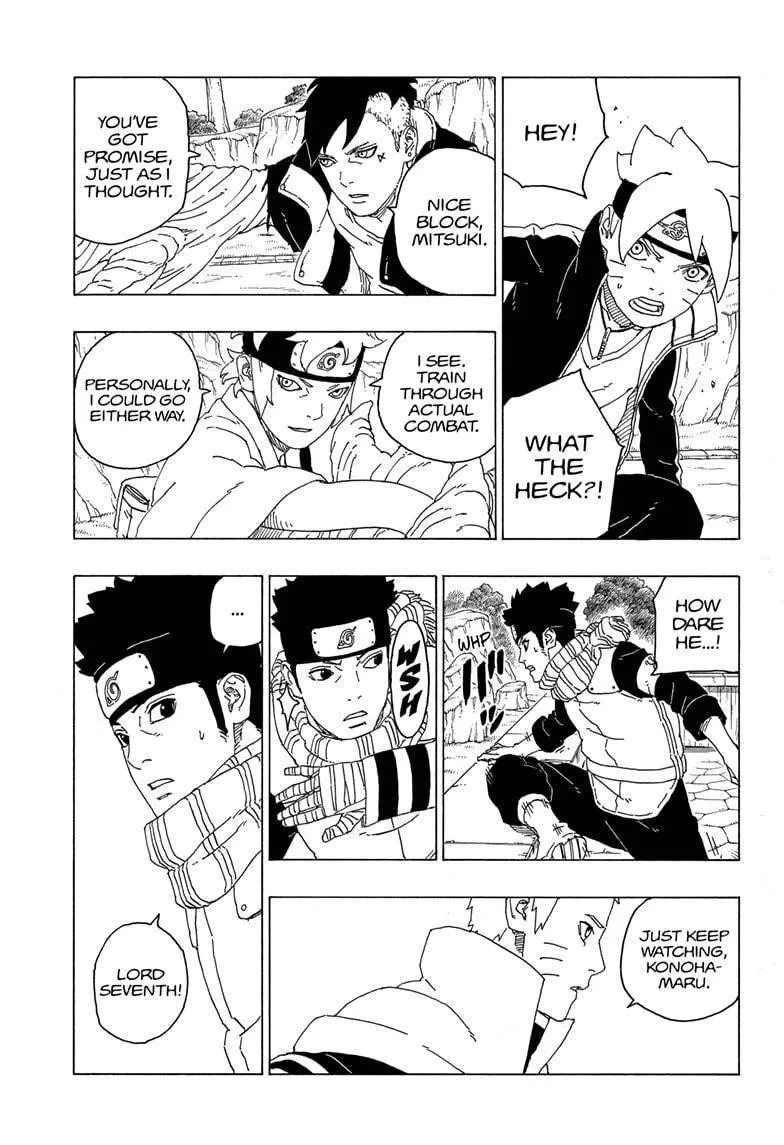 HEY!
WHAT
THE
HECK?!
NICE
BLOCK,
MITSUKI.
YOU'VE
GOT
PROMISE,
JUST AS I
THOUGHT.
I SEE.
TRAIN
THROUGH
ACTUAL
COMBAT.
PERSONALLY,
I COULD GO
EITHER WAY.
HOW
DARE
HE...!
WHP
WSH
...
LORD
SEVENTH!
JUST KEEP
WATCHING,
KONOHA-
MARU.